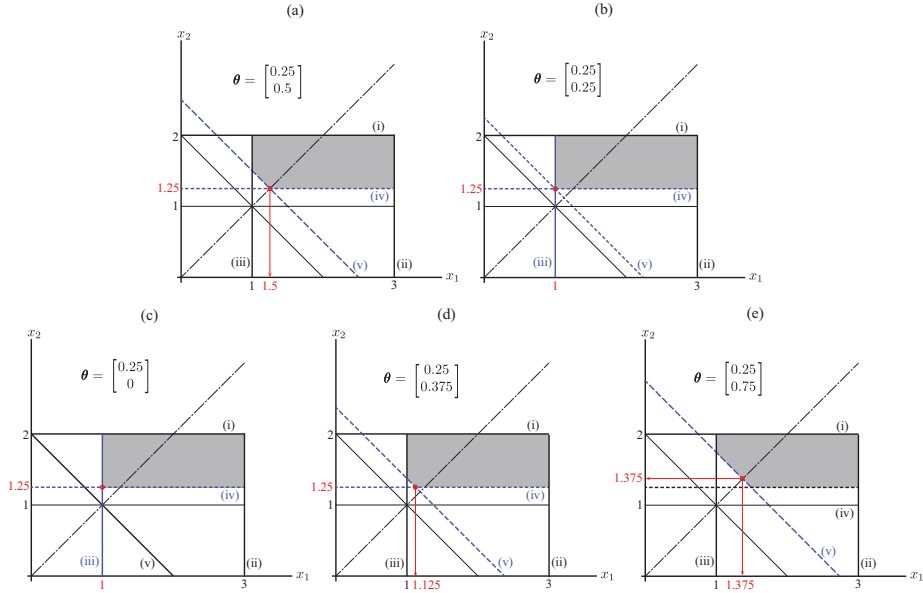 (a)
x₂
θ = [0.25
0.5]
2
(i)
1.25
(iv)
1
(iii)
(v)
(ii)
x₁
1
1.5
3
(b)
x₂
θ = [0.25
0.25]
2
(i)
1.25
(iv)
1
(iii)
(v)
(ii)
x₁
1
3
(c)
x₂
θ = [0.25
0]
2
(i)
1.25
(iv)
1
(iii)
(v)
(ii)
x₁
1
3
(d)
x₂
θ = [0.25
0.375]
2
(i)
1.25
(iv)
1
(iii)
(v)
(ii)
x₁
1
1.125
3
(e)
x₂
θ = [0.25
0.75]
2
(i)
1.375
1
(iv)
(iii)
(v)
(ii)
x₁
1
1.375
3